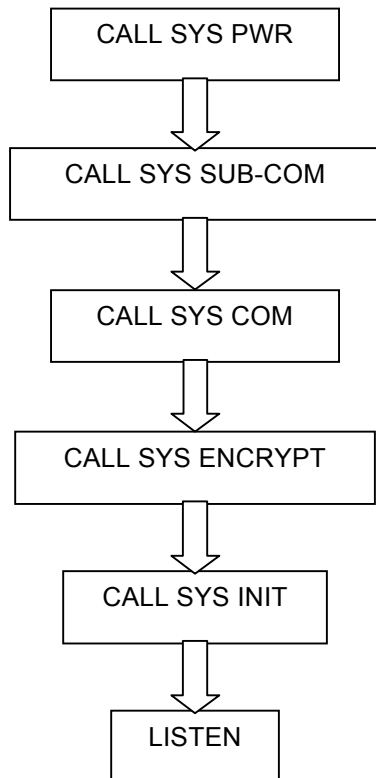 CALL SYS PWR
CALL SYS SUB-COM
CALL SYS COM
CALL SYS ENCRYPT
CALL SYS INIT
LISTEN